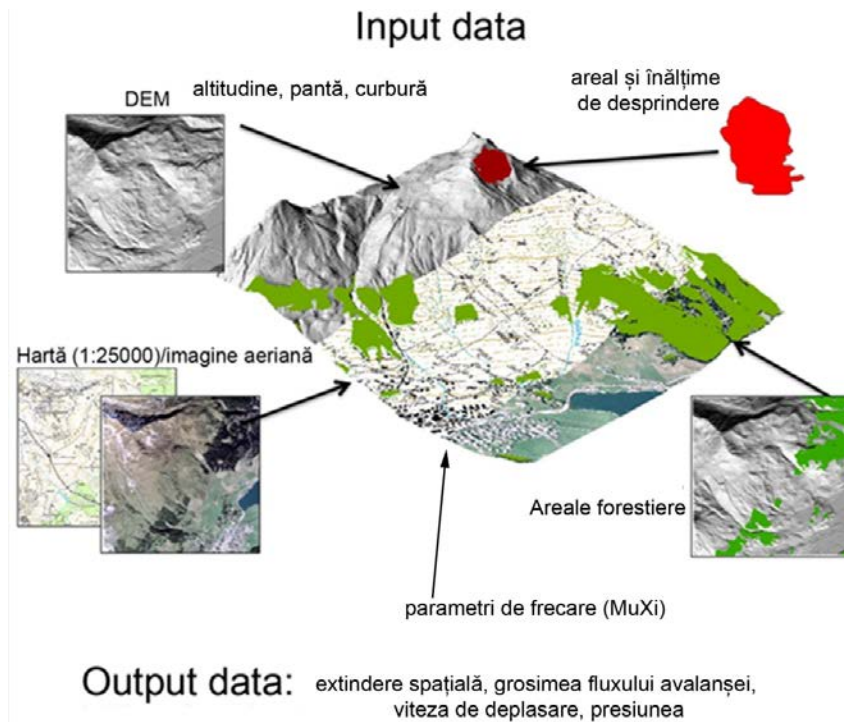 Input data
DEM
altitudine, pantă, curbură
areal și înălțime
de desprindere
Hartă (1:25000)/imagine aeriană
Areale forestiere
parametri de frecare (MuXi)
Output data: extindere spațială, grosimea fluxului avalanșei,
viteza de deplasare, presiunea